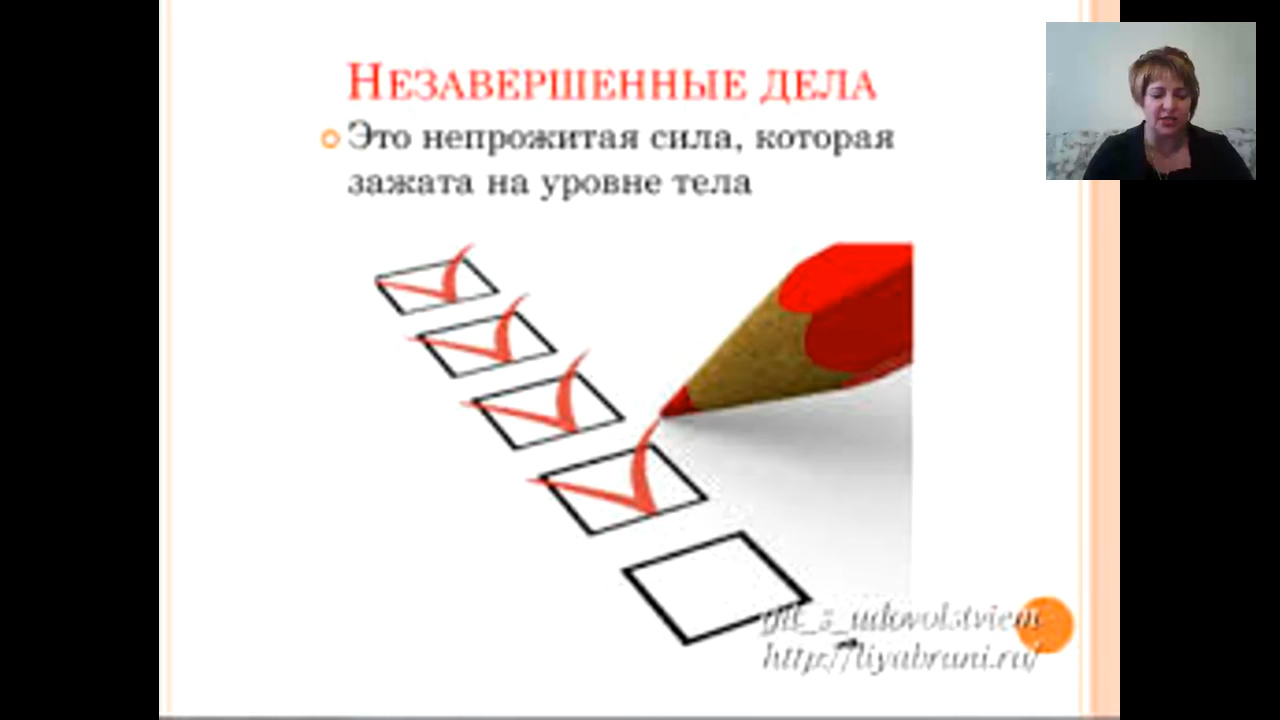 Незавершенные дела
Это непрожитая сила, которая
зажата на уровне тела
http://liyabrani.ru/